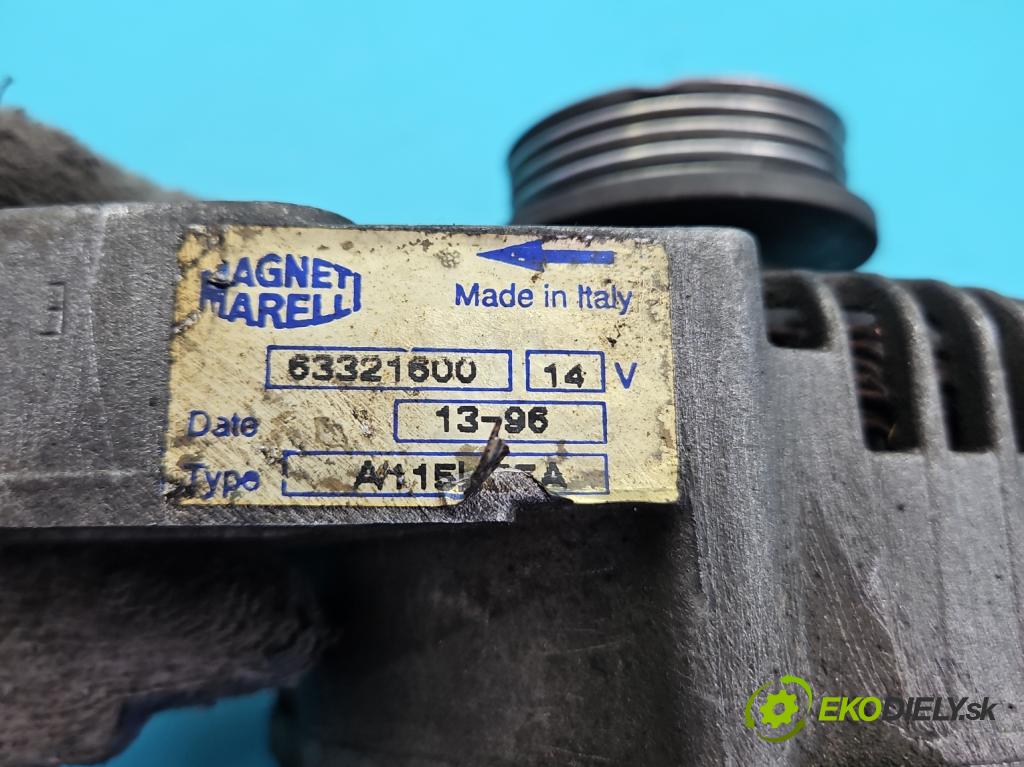 MAGNETI
MARELLI
Made in Italy
63321600 14 V
Date 13-96
Type
EKODIELY.sk